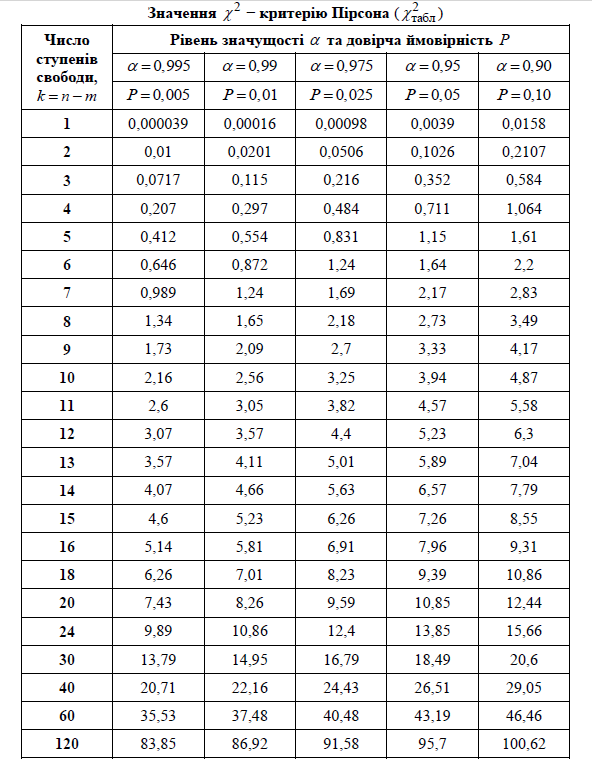 Значення χ² – критерію Пірсона (χ²табл)
Число ступенів свободи, k = n − m | Рівень значущості α та довірча ймовірність P
α = 0,995 | α = 0,99 | α = 0,975 | α = 0,95 | α = 0,90
P = 0,005 | P = 0,01 | P = 0,025 | P = 0,05 | P = 0,10
1 | 0,000039 | 0,00016 | 0,00098 | 0,0039 | 0,0158
2 | 0,01 | 0,0201 | 0,0506 | 0,1026 | 0,2107
3 | 0,0717 | 0,115 | 0,216 | 0,352 | 0,584
4 | 0,207 | 0,297 | 0,484 | 0,711 | 1,064
5 | 0,412 | 0,554 | 0,831 | 1,15 | 1,61
6 | 0,646 | 0,872 | 1,24 | 1,64 | 2,2
7 | 0,989 | 1,24 | 1,69 | 2,17 | 2,83
8 | 1,34 | 1,65 | 2,18 | 2,73 | 3,49
9 | 1,73 | 2,09 | 2,7 | 3,33 | 4,17
10 | 2,16 | 2,56 | 3,25 | 3,94 | 4,87
11 | 2,6 | 3,05 | 3,82 | 4,57 | 5,58
12 | 3,07 | 3,57 | 4,4 | 5,23 | 6,3
13 | 3,57 | 4,11 | 5,01 | 5,89 | 7,04
14 | 4,07 | 4,66 | 5,63 | 6,57 | 7,79
15 | 4,6 | 5,23 | 6,26 | 7,26 | 8,55
16 | 5,14 | 5,81 | 6,91 | 7,96 | 9,31
18 | 6,26 | 7,01 | 8,23 | 9,39 | 10,86
20 | 7,43 | 8,26 | 9,59 | 10,85 | 12,44
24 | 9,89 | 10,86 | 12,4 | 13,85 | 15,66
30 | 13,79 | 14,95 | 16,79 | 18,49 | 20,6
40 | 20,71 | 22,16 | 24,43 | 26,51 | 29,05
60 | 35,53 | 37,48 | 40,48 | 43,19 | 46,46
120 | 83,85 | 86,92 | 91,58 | 95,7 | 100,62